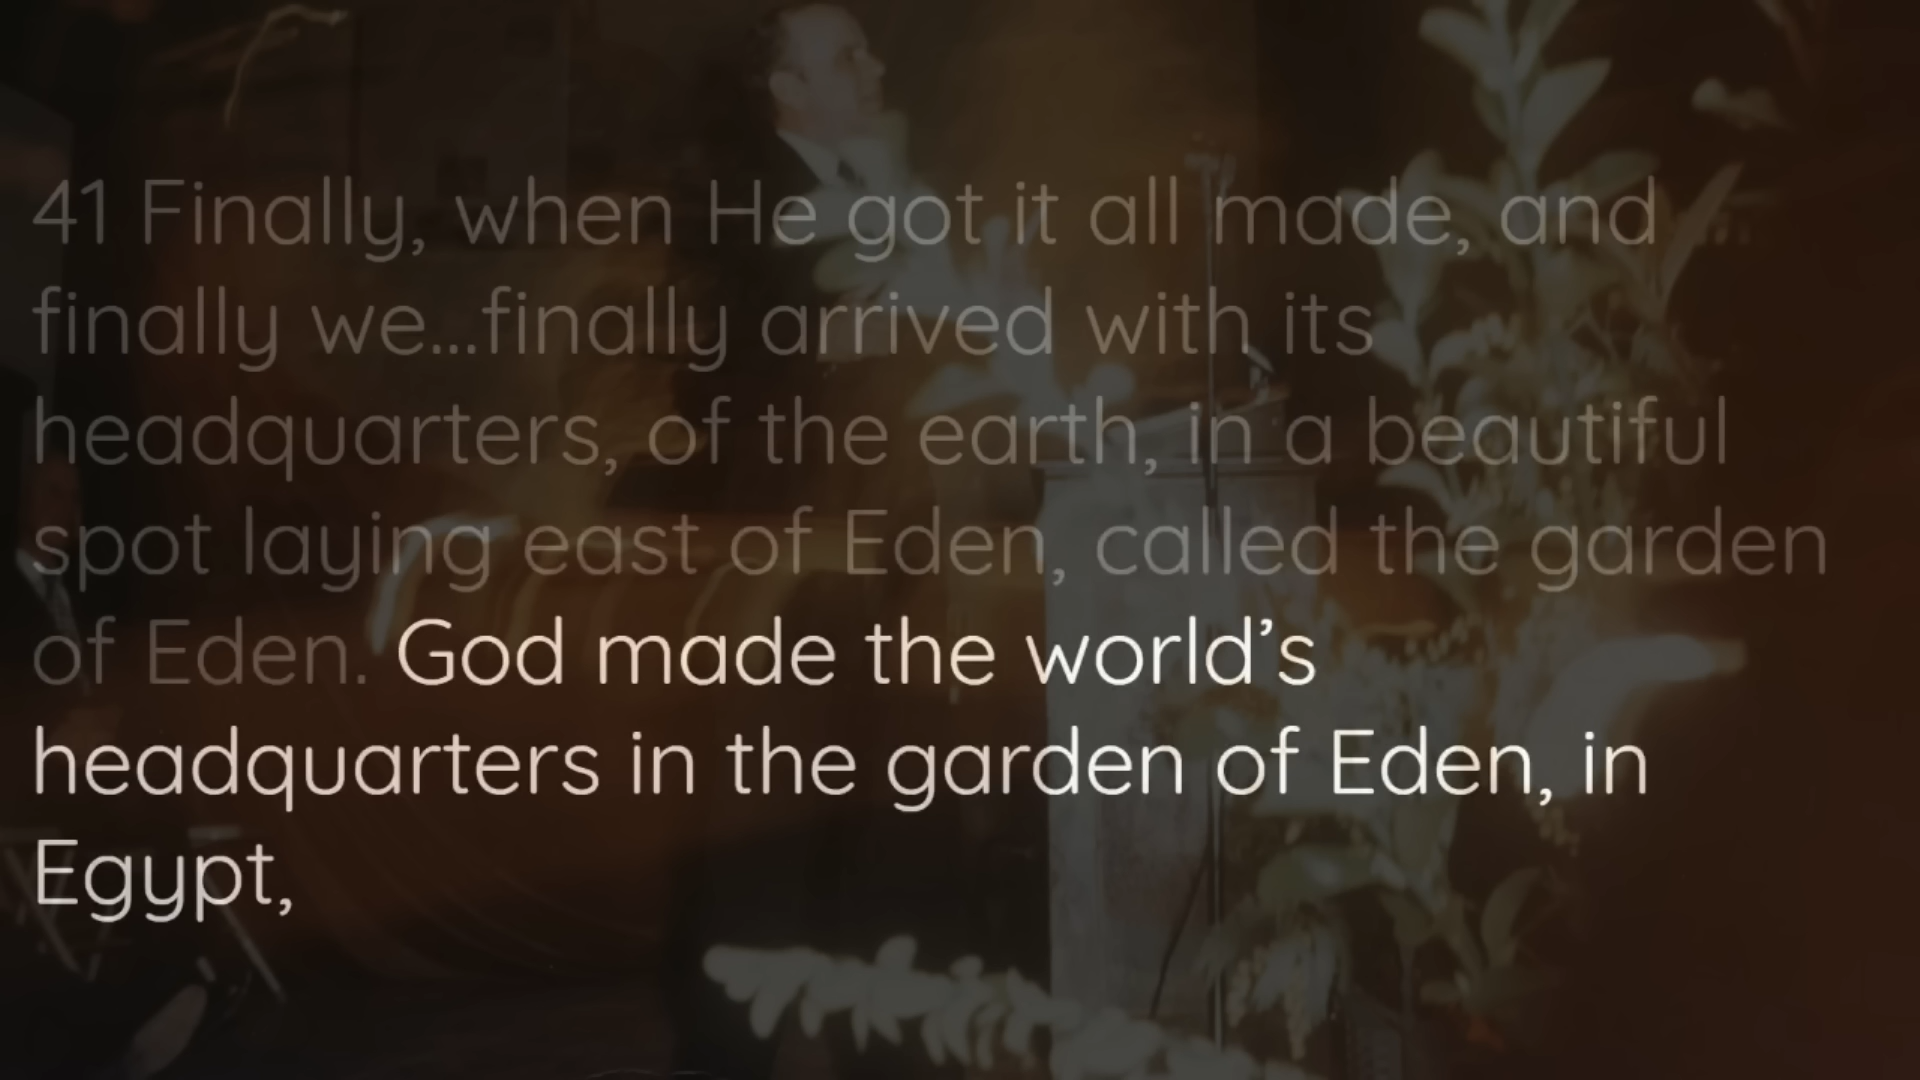 41 Finally, when He got it all made, and
finally we...finally arrived with its
headquarters, of the earth, in a beautiful
spot laying east of Eden, called the garden
of Eden. God made the world’s
headquarters in the garden of Eden, in
Egypt,